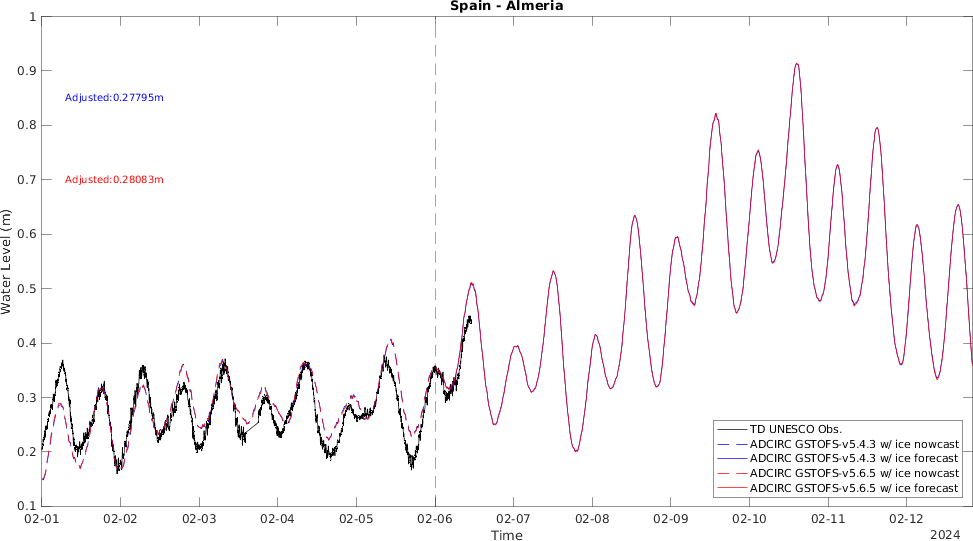 Spain - Almeria
1
0.9
0.8
0.7
0.6
0.5
0.4
0.3
0.2
0.1
Water Level (m)
Adjusted:0.27795m
Adjusted:0.28083m
TD UNESCO Obs.
ADCIRC GSTOFS-v5.4.3 w/ ice nowcast
ADCIRC GSTOFS-v5.4.3 w/ ice forecast
ADCIRC GSTOFS-v5.6.5 w/ ice nowcast
ADCIRC GSTOFS-v5.6.5 w/ ice forecast
02-01 02-02 02-03 02-04 02-05 02-06 02-07 02-08 02-09 02-10 02-11 02-12
Time 2024